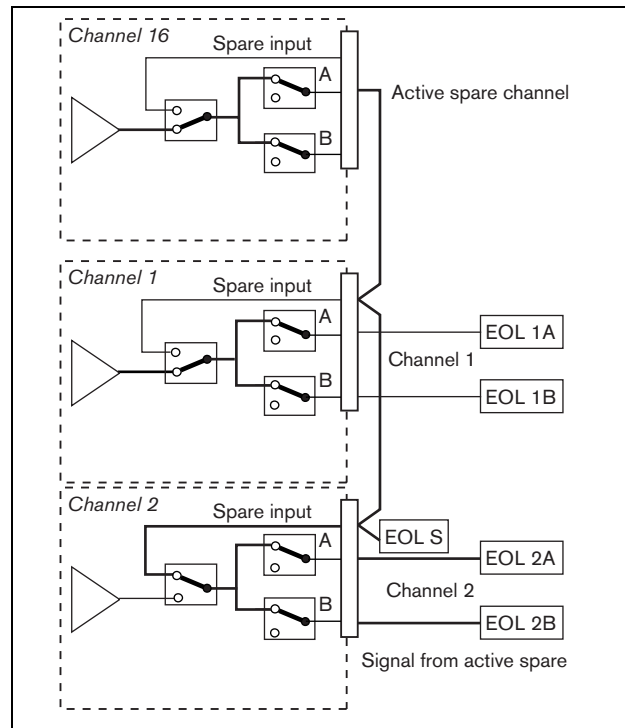 Channel 16
Spare input
A
Active spare channel
B
Channel 1
Spare input
A
EOL 1A
Channel 1
B
EOL 1B
Channel 2
Spare input
A
EOL S
EOL 2A
Channel 2
B
EOL 2B
Signal from active spare